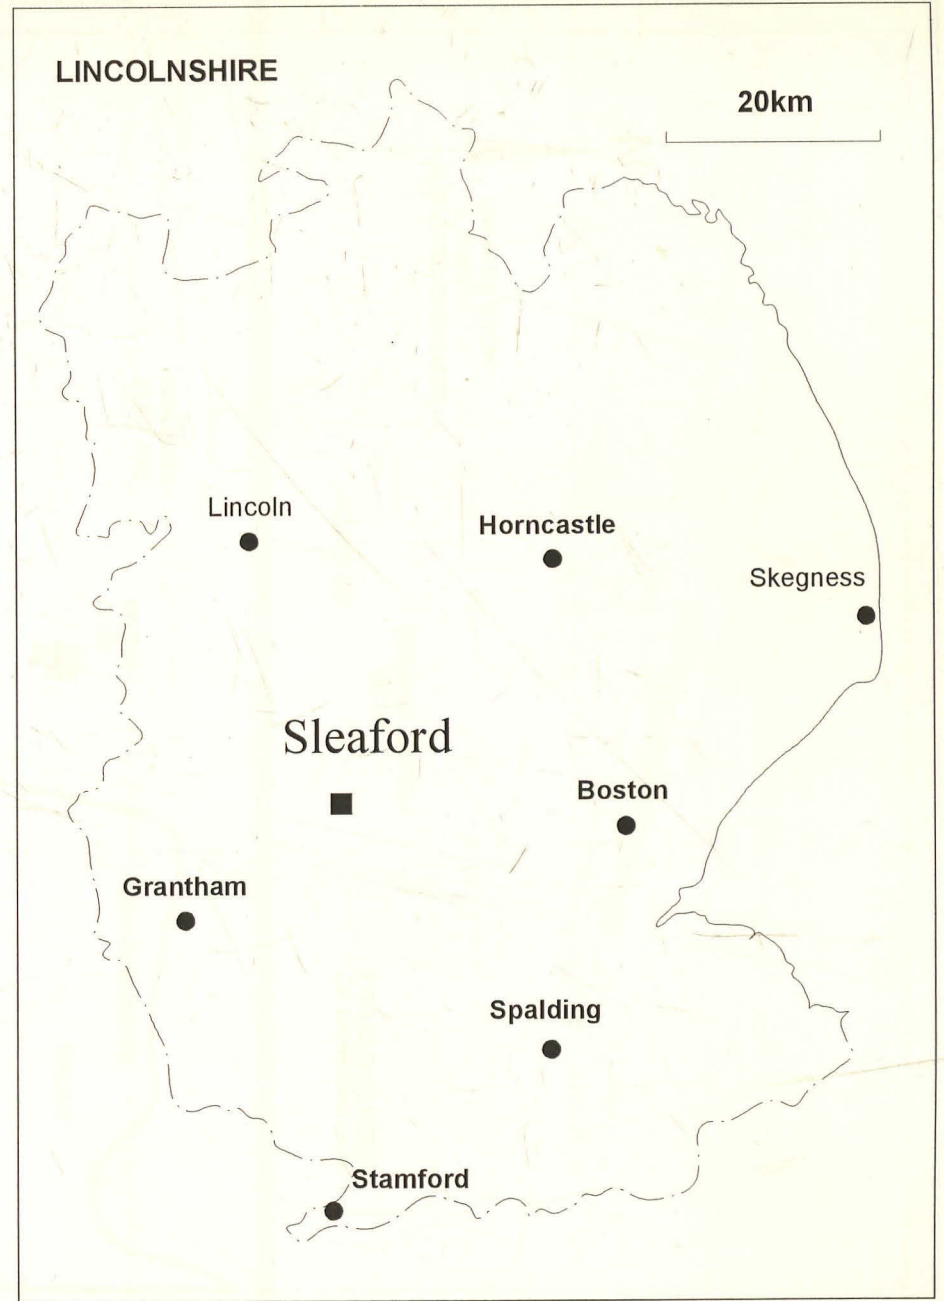 LINCOLNSHIRE
20km
Lincoln
Horncastle
Skegness
Sleaford
Boston
Grantham
Spalding
Stamford